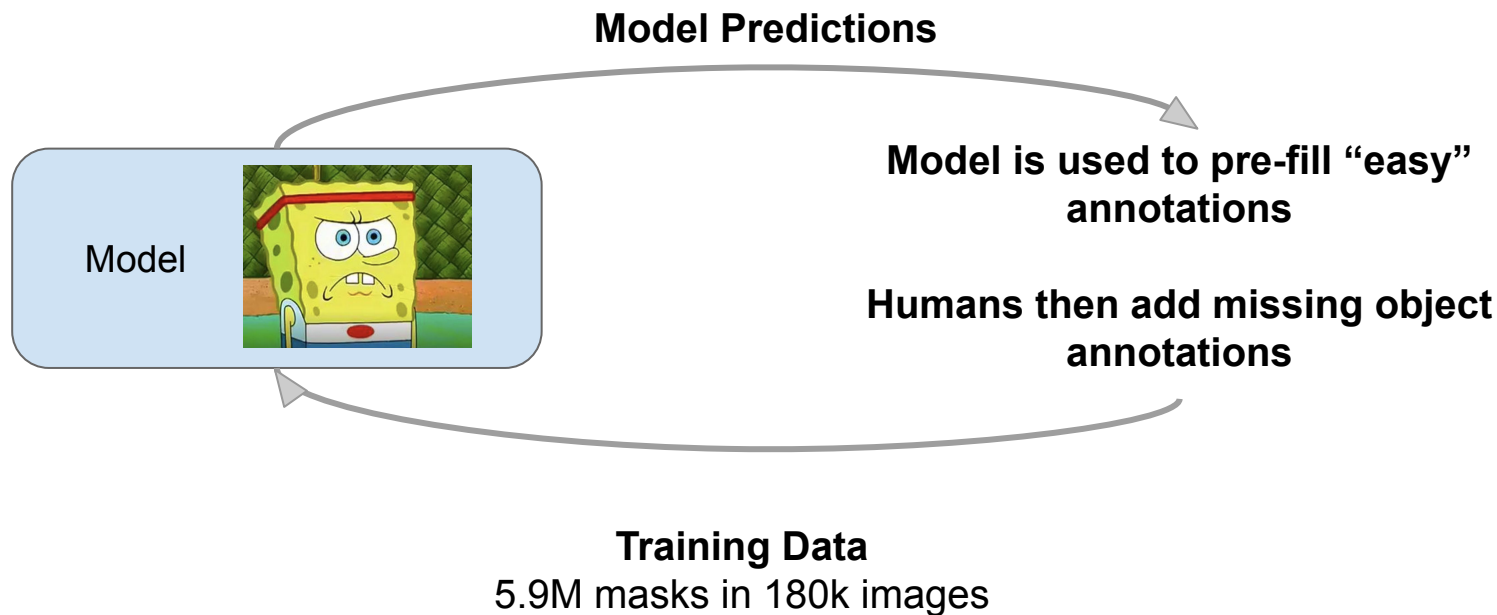 Model Predictions
Model is used to pre-fill “easy”
annotations
Model
Humans then add missing object
annotations
Training Data
5.9M masks in 180k images